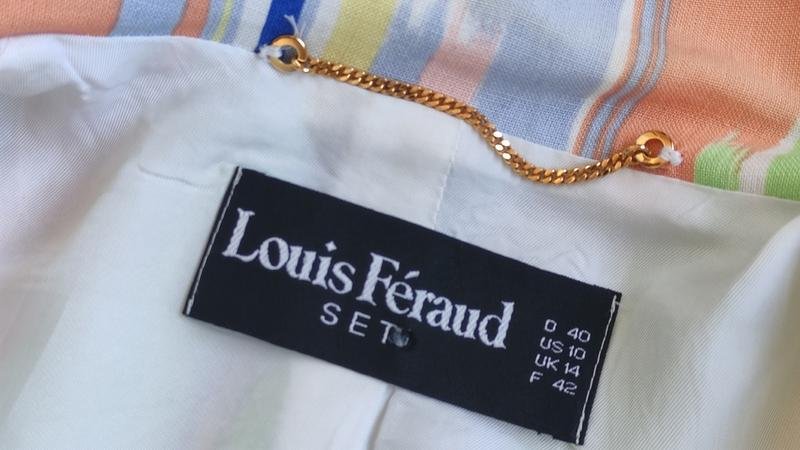 Louis Féraud
SET
D 40
US 10
UK 14
F 42